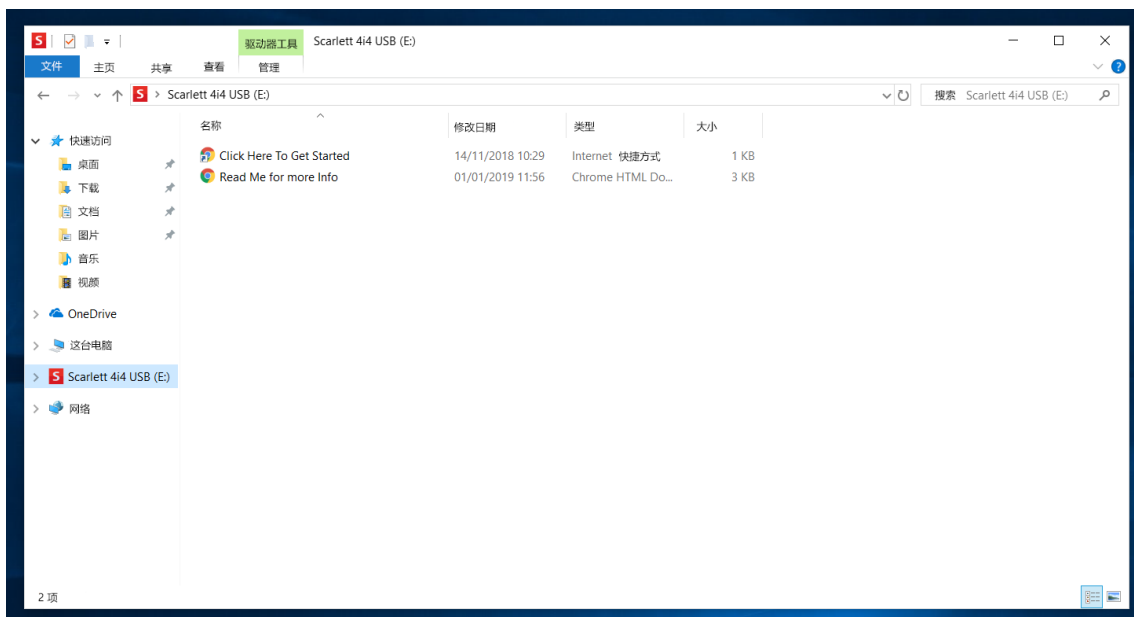 驱动器工具 Scarlett 4i4 USB (E:)
文件 主页 共享 查看 管理
Scarlett 4i4 USB (E:) 搜索 Scarlett 4i4 USB (E:)
名称 修改日期 类型 大小
快速访问
Click Here To Get Started 14/11/2018 10:29 Internet 快捷方式 1 KB
桌面
Read Me for more Info 01/01/2019 11:56 Chrome HTML Do... 3 KB
下载
文档
图片
音乐
视频
OneDrive
这台电脑
Scarlett 4i4 USB (E:)
网络
2 项